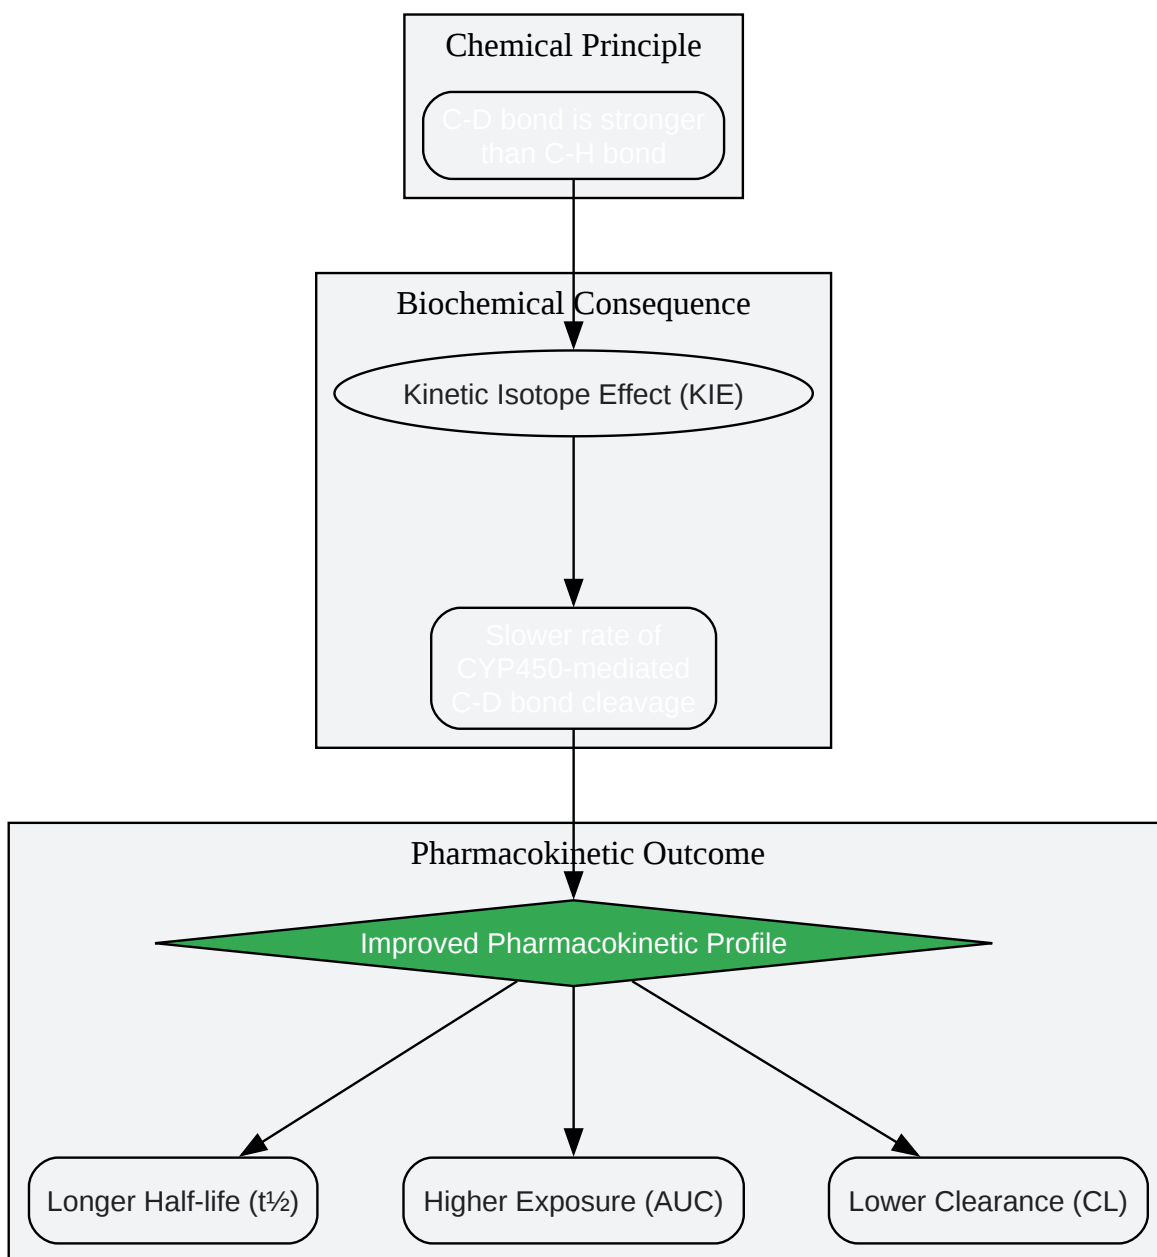 Chemical Principle
C-D bond is stronger
than C-H bond
Biochemical Consequence
Kinetic Isotope Effect (KIE)
Slower rate of
CYP450-mediated
C-D bond cleavage
Pharmacokinetic Outcome
Improved Pharmacokinetic Profile
Longer Half-life (t½)
Higher Exposure (AUC)
Lower Clearance (CL)